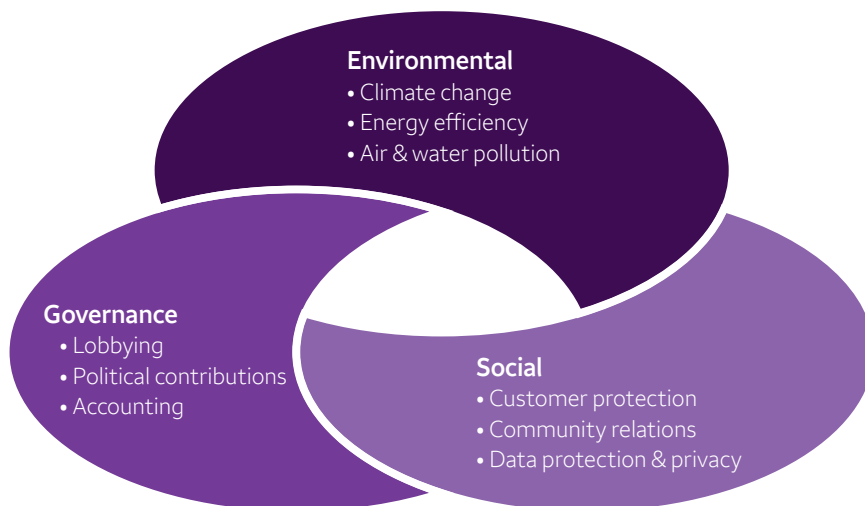 Environmental
• Climate change
• Energy efficiency
• Air & water pollution
Governance
• Lobbying
• Political contributions
• Accounting
Social
• Customer protection
• Community relations
• Data protection & privacy